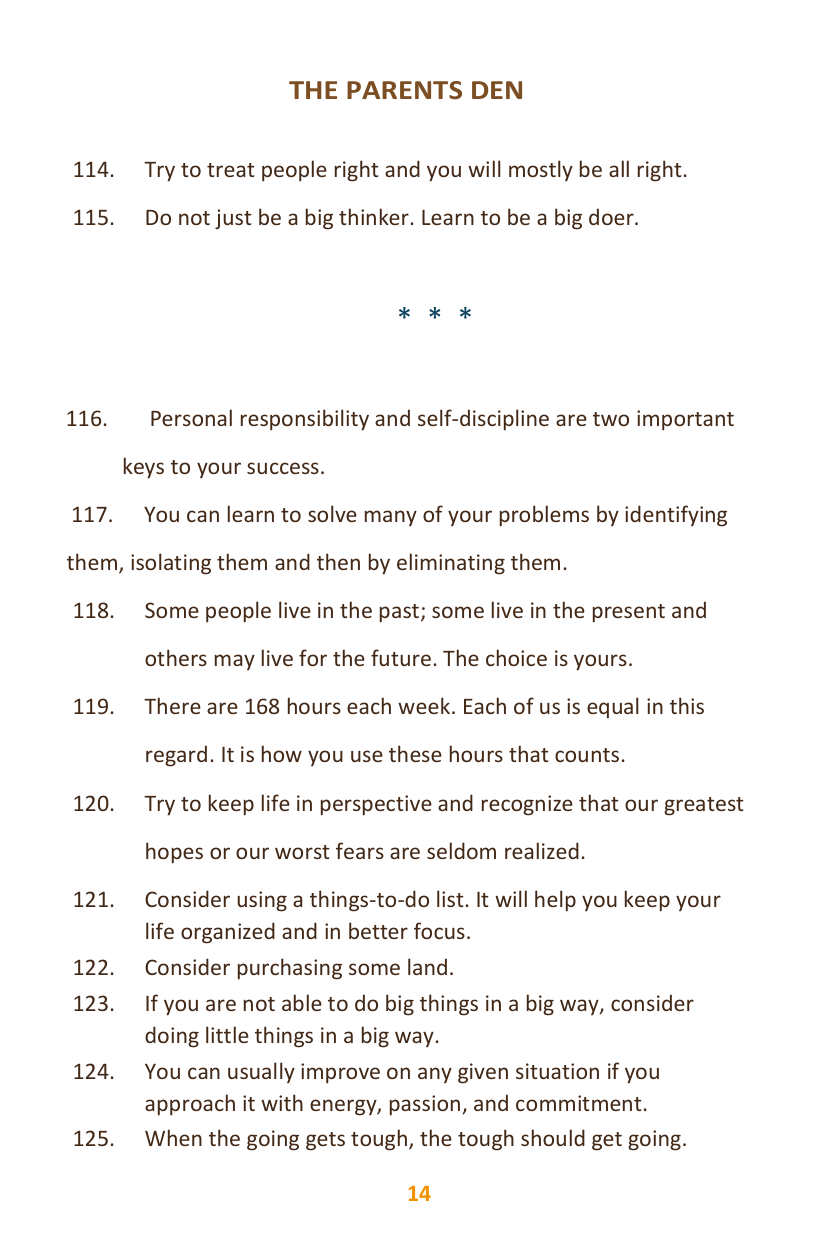 THE PARENTS DEN
114. Try to treat people right and you will mostly be all right.
115. Do not just be a big thinker. Learn to be a big doer.
* * *
116. Personal responsibility and self-discipline are two important
keys to your success.
117. You can learn to solve many of your problems by identifying
them, isolating them and then by eliminating them.
118. Some people live in the past; some live in the present and
others may live for the future. The choice is yours.
119. There are 168 hours each week. Each of us is equal in this
regard. It is how you use these hours that counts.
120. Try to keep life in perspective and recognize that our greatest
hopes or our worst fears are seldom realized.
121. Consider using a things-to-do list. It will help you keep your
life organized and in better focus.
122. Consider purchasing some land.
123. If you are not able to do big things in a big way, consider
doing little things in a big way.
124. You can usually improve on any given situation if you
approach it with energy, passion, and commitment.
125. When the going gets tough, the tough should get going.
14